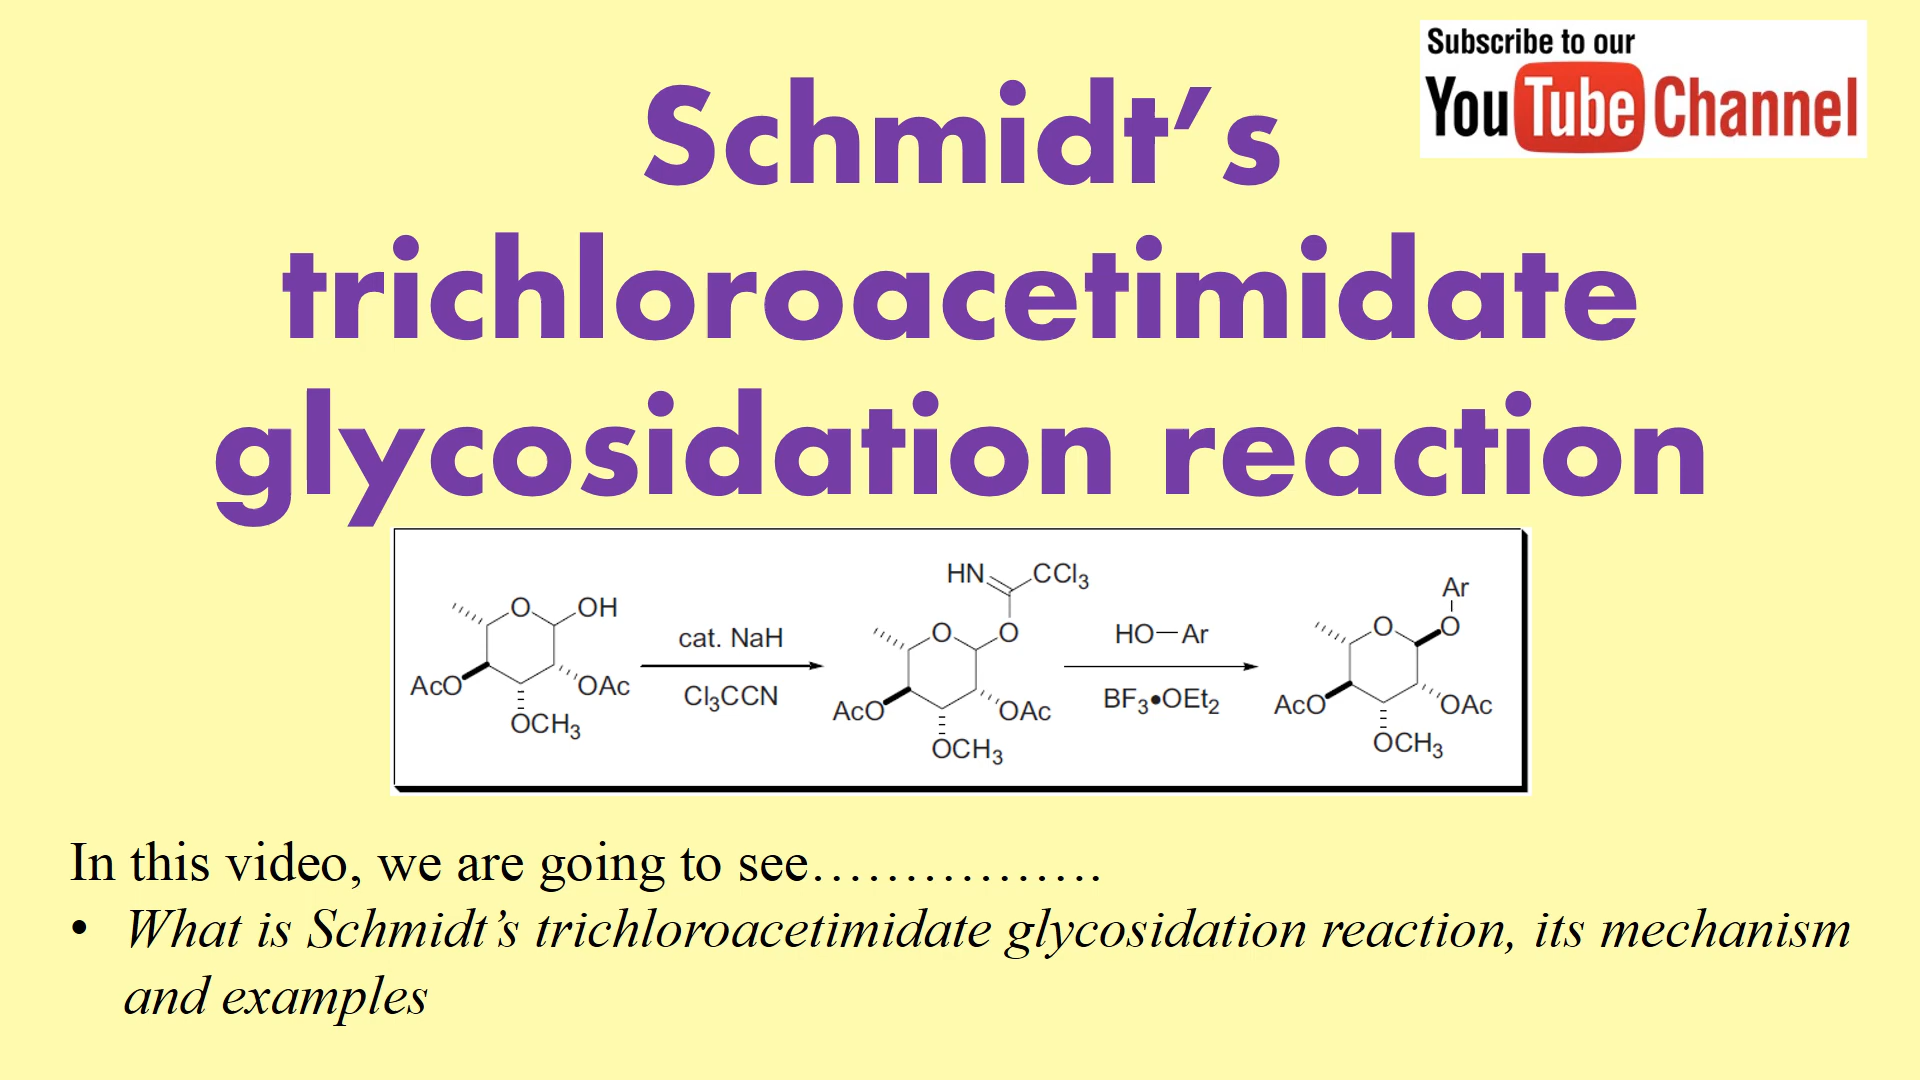 Subscribe to our
YouTube Channel
Schmidt’s
trichloroacetimidate
glycosidation reaction
O OH
AcO OAc
OCH3
cat. NaH
Cl3CCN
HN CCl3
O O
AcO OAc
OCH3
HO—Ar
BF3•OEt2
Ar
O O
AcO OAc
OCH3
In this video, we are going to see…………….
• What is Schmidt’s trichloroacetimidate glycosidation reaction, its mechanism
and examples